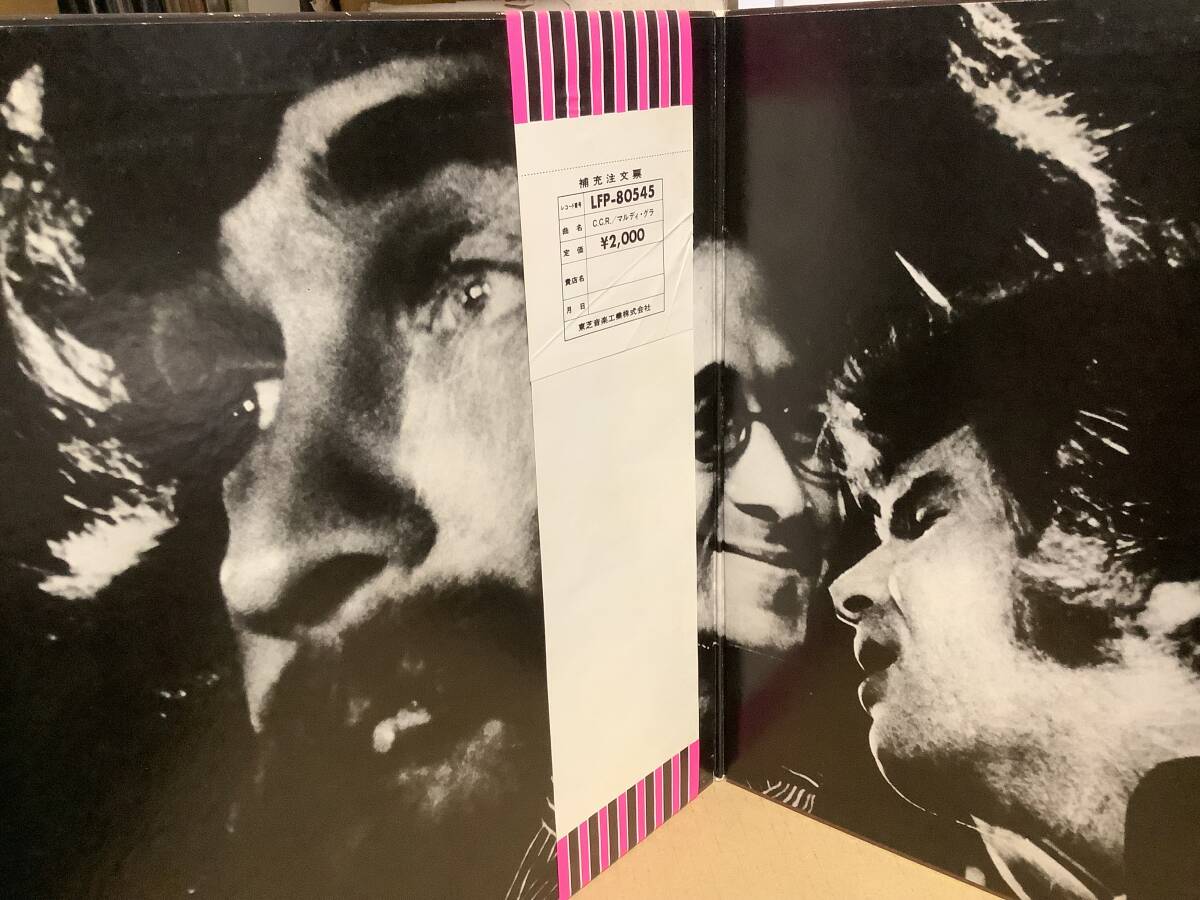 補充注文票
レコード番号 LFP-80545
曲名 C.C.R./マルディ・グラ
定価 ¥2,000
貴店名
月日
東芝音楽工業株式会社